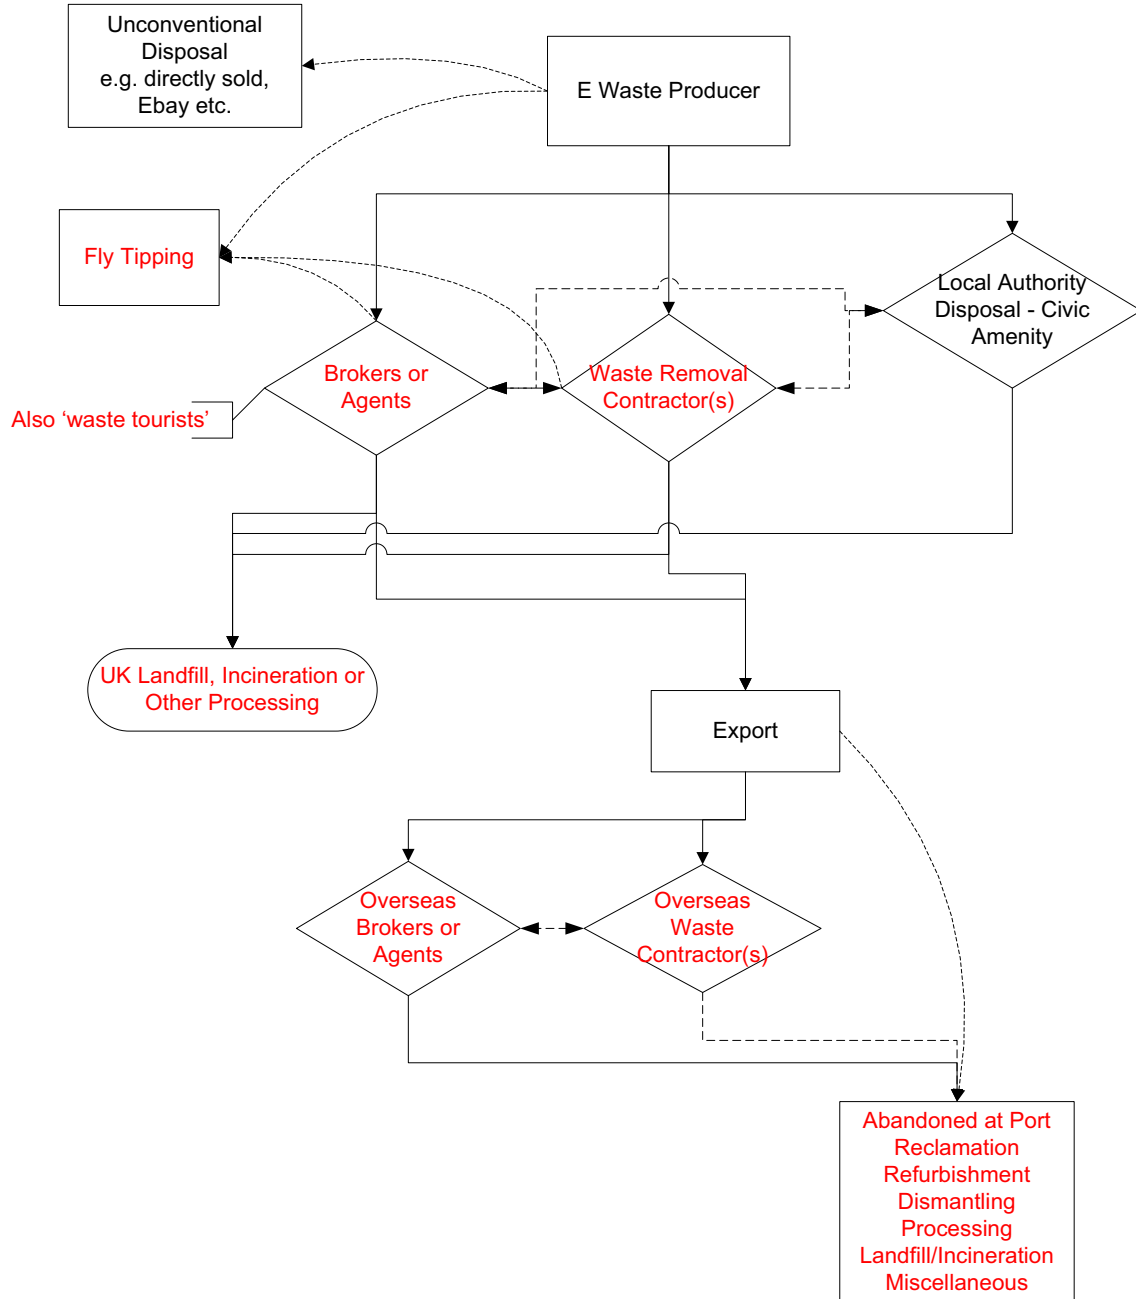 Unconventional
Disposal
e.g. directly sold,
Ebay etc.
E Waste Producer
Fly Tipping
Local Authority
Disposal - Civic
Amenity
Brokers or
Agents
Waste Removal
Contractor(s)
Also ‘waste tourists’
UK Landfill, Incineration or
Other Processing
Export
Overseas
Brokers or
Agents
Overseas
Waste
Contractor(s)
Abandoned at Port
Reclamation
Refurbishment
Dismantling
Processing
Landfill/Incineration
Miscellaneous